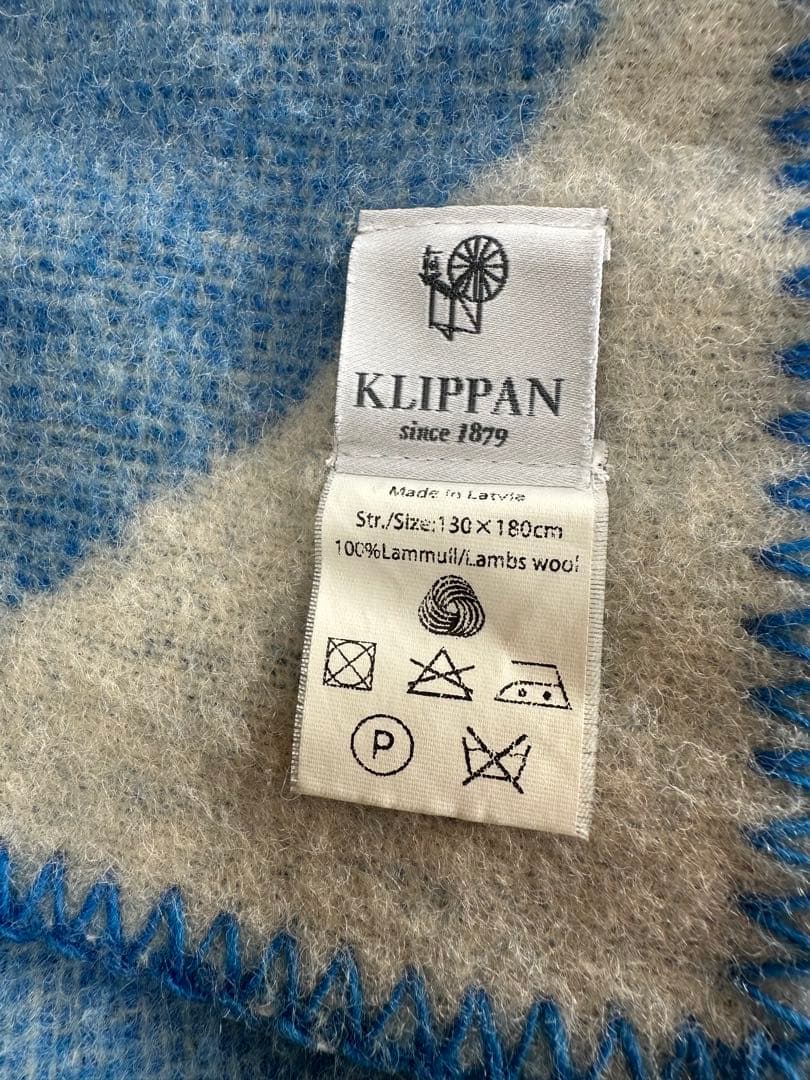 KLIPPAN
since 1879
Made in Latvia
Str./Size:130×180cm
100%Lammull/Lambs wool
P